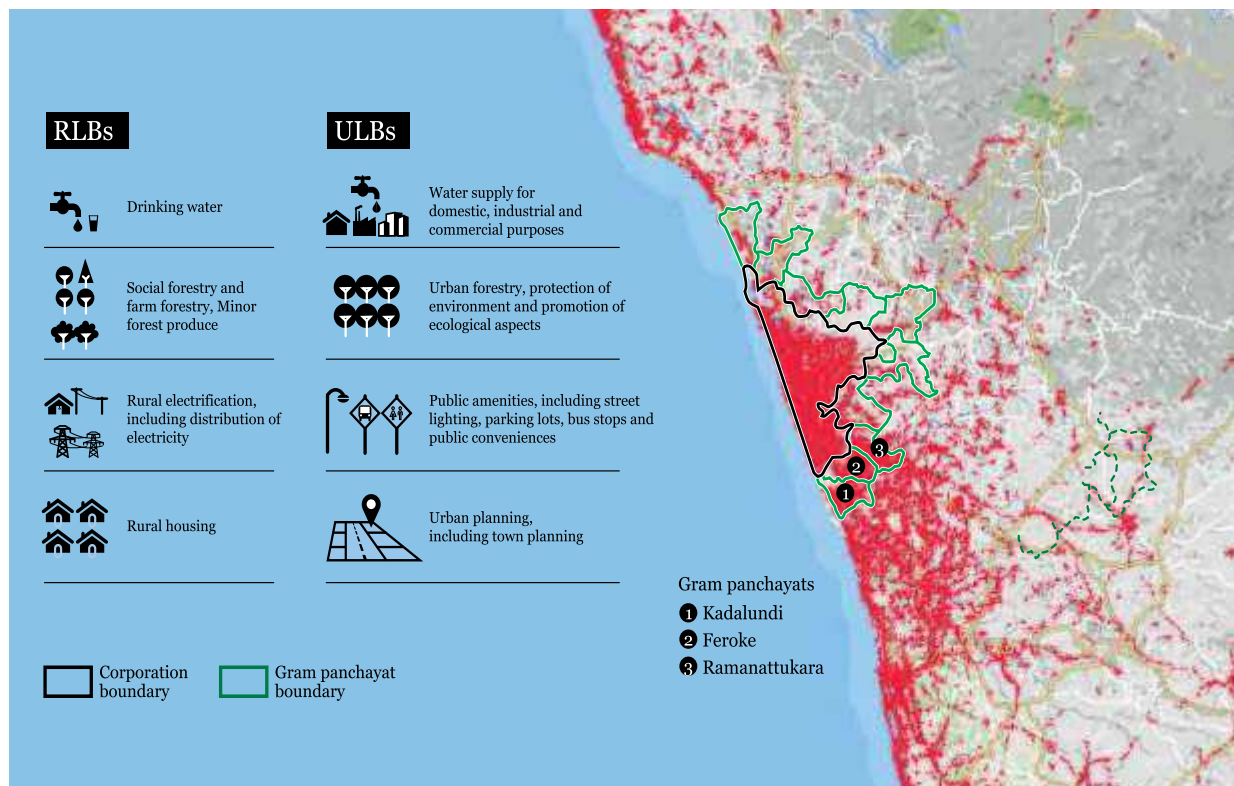 RLBs
Drinking water
Social forestry and
farm forestry, Minor
forest produce
Rural electrification,
including distribution of
electricity
Rural housing
ULBs
Water supply for
domestic, industrial and
commercial purposes
Urban forestry, protection of
environment and promotion of
ecological aspects
Public amenities, including street
lighting, parking lots, bus stops and
public conveniences
Urban planning,
including town planning
Corporation
boundary
Gram panchayat
boundary
3
2
1
Gram panchayats
1 Kadalundi
2 Feroke
3 Ramanattukara